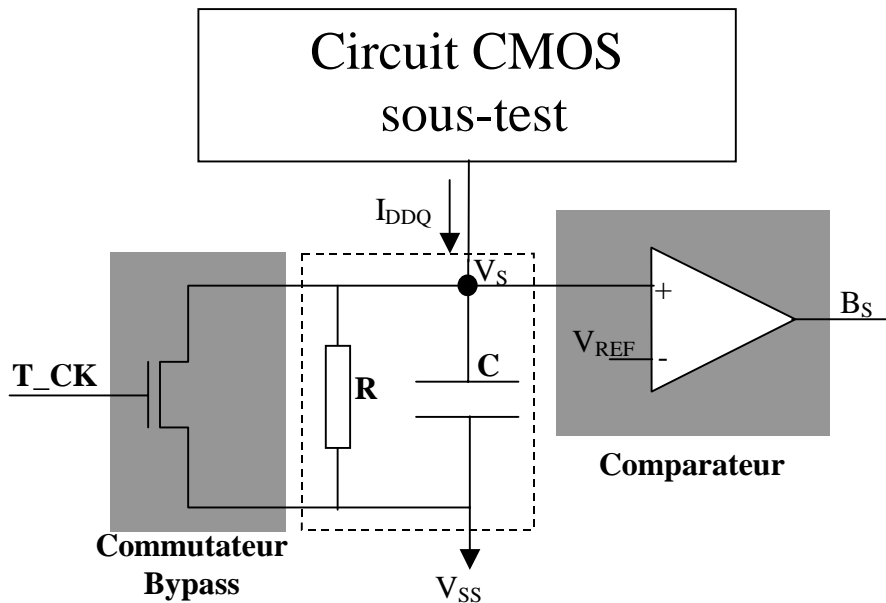 Circuit CMOS
sous-test
I_DDQ
V_S
+
B_S
V_REF
-
T_CK
R
C
Comparateur
Commutateur
Bypass
V_SS